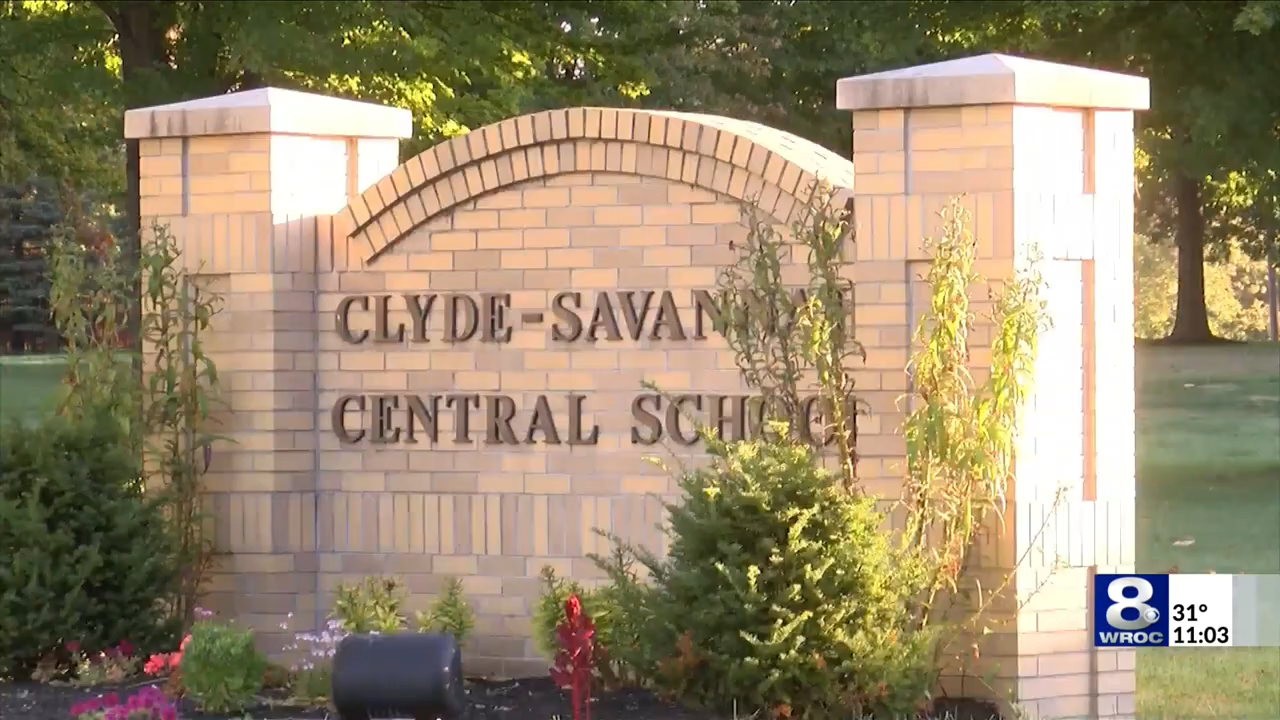 CLYDE-SAVANNAH
CENTRAL SCHOOL
8
WROC
31°
11:03